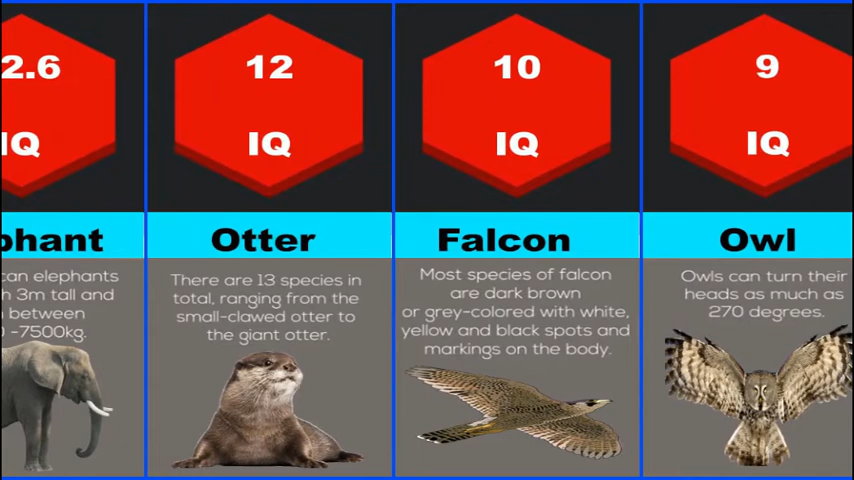 2.6
IQ
phant
can elephants
h 3m tall and
between
-7500kg.
12
IQ
Otter
There are 13 species in
total, ranging from the
small-clawed otter to
the giant otter.
10
IQ
Falcon
Most species of falcon
are dark brown
or grey-colored with white,
yellow and black spots and
markings on the body.
9
IQ
Owl
Owls can turn their
heads as much as
270 degrees.